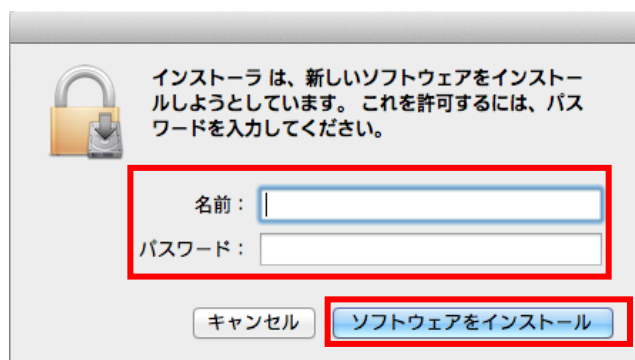 インストーラ は、新しいソフトウェアをインストー
ルしようとしています。 これを許可するには、パス
ワードを入力してください。
名前：
パスワード：
キャンセル
ソフトウェアをインストール